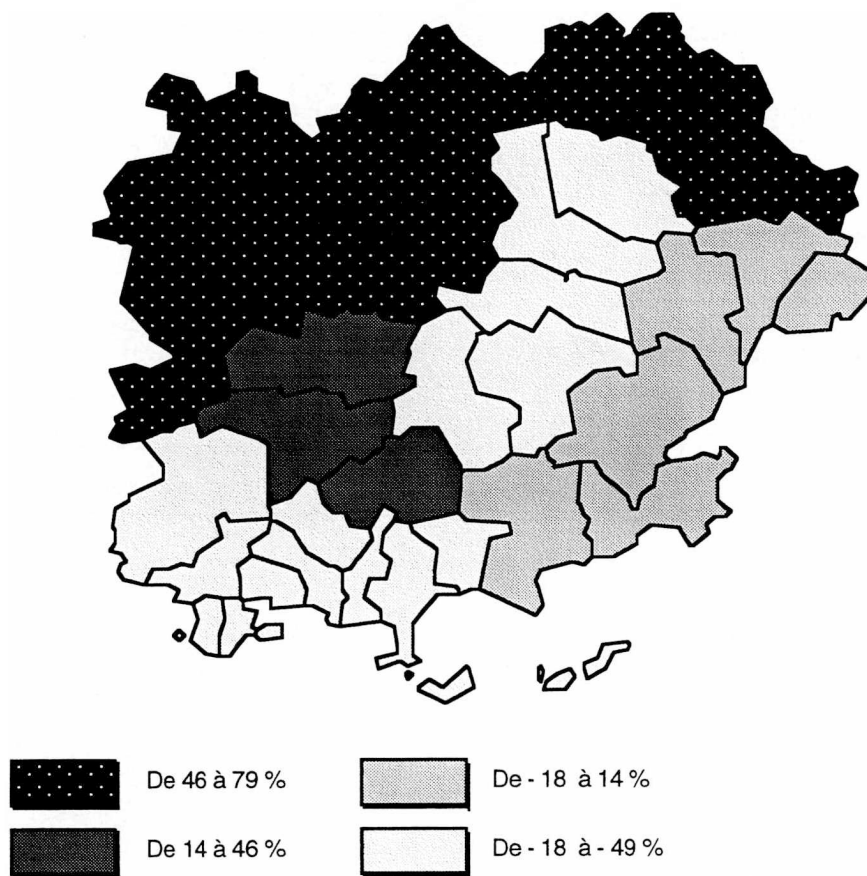 De 46 à 79 %
De - 18 à 14 %
De 14 à 46 %
De - 18 à - 49 %